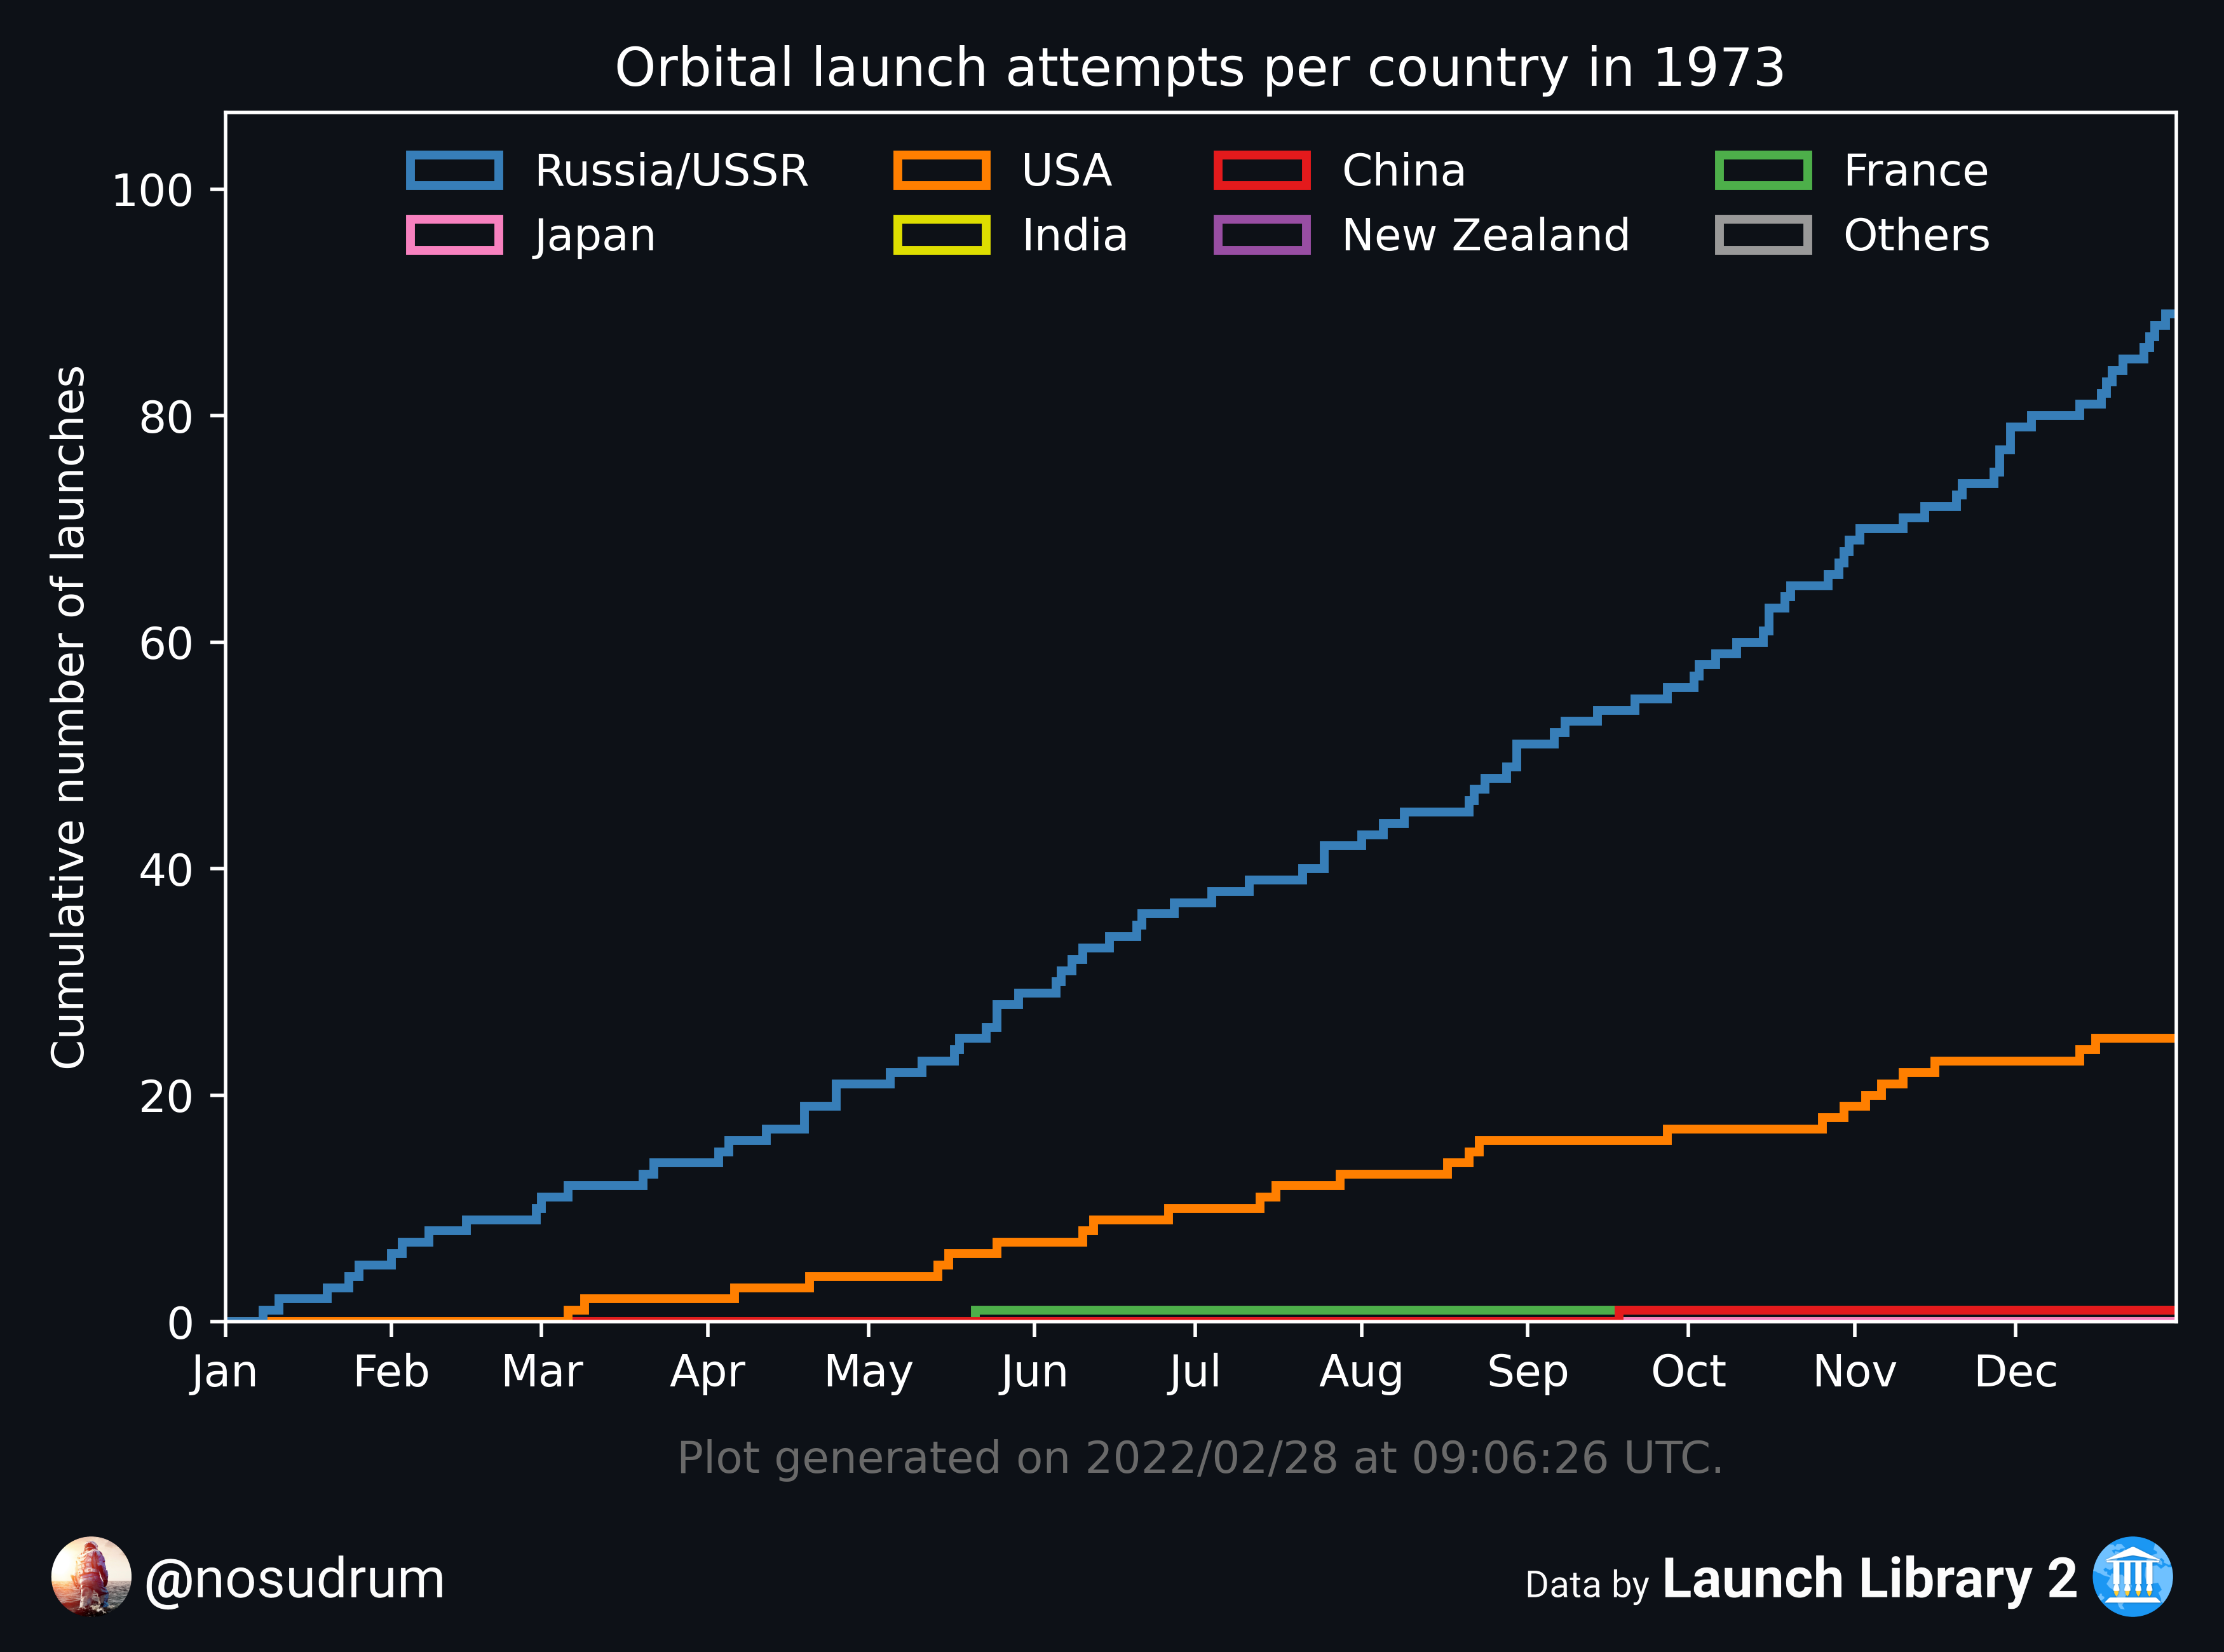 Orbital launch attempts per country in 1973
Russia/USSR USA China France
Japan India New Zealand Others
Cumulative number of launches
100
80
60
40
20
0
Jan Feb Mar Apr May Jun Jul Aug Sep Oct Nov Dec
Plot generated on 2022/02/28 at 09:06:26 UTC.
@nosudrum
Data by Launch Library 2